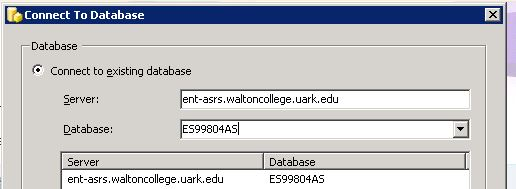 Connect To Database
Database
Connect to existing database
Server: ent-asrs.waltoncollege.uark.edu
Database: ES99804AS
Server Database
ent-asrs.waltoncollege.uark.edu ES99804AS